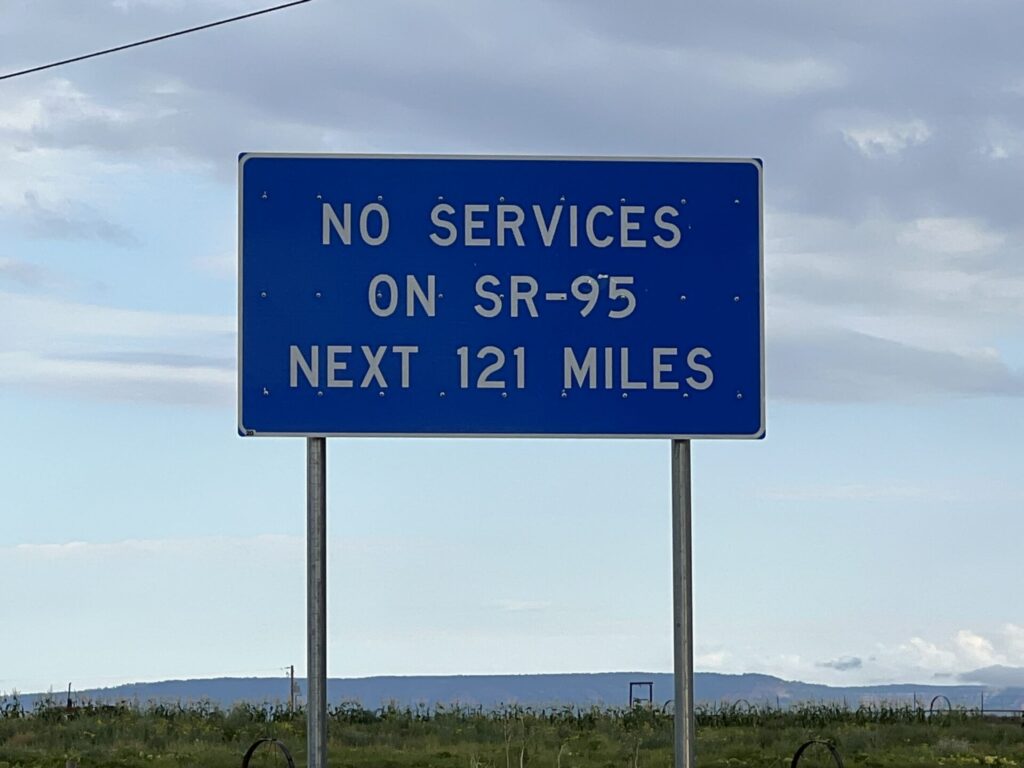 NO SERVICES
ON SR-95
NEXT 121 MILES